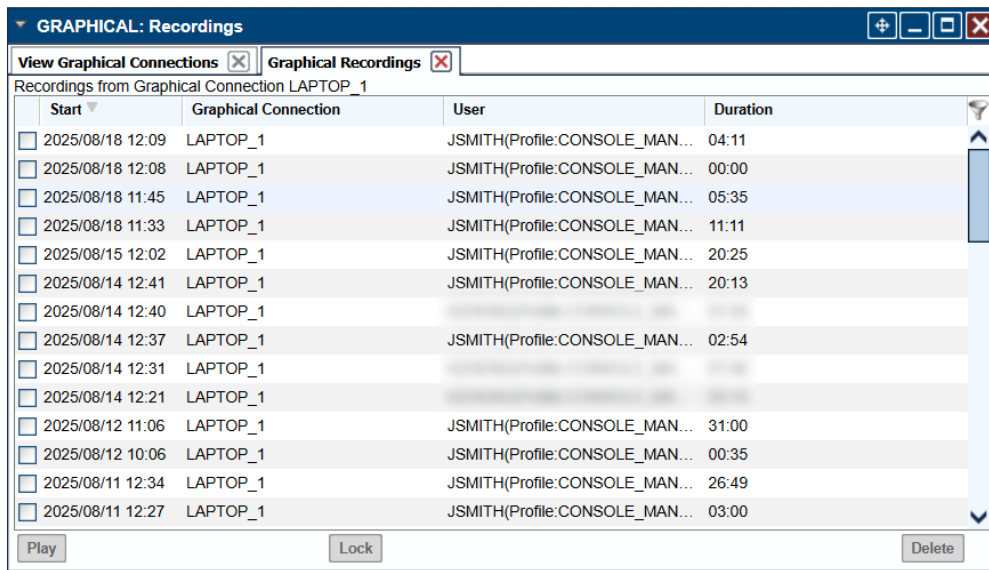 GRAPHICAL: Recordings
View Graphical Connections Graphical Recordings
Recordings from Graphical Connection LAPTOP_1
Start Graphical Connection User Duration
2025/08/18 12:09 LAPTOP_1 JSMITH(Profile:CONSOLE_MAN... 04:11
2025/08/18 12:08 LAPTOP_1 JSMITH(Profile:CONSOLE_MAN... 00:00
2025/08/18 11:45 LAPTOP_1 JSMITH(Profile:CONSOLE_MAN... 05:35
2025/08/18 11:33 LAPTOP_1 JSMITH(Profile:CONSOLE_MAN... 11:11
2025/08/15 12:02 LAPTOP_1 JSMITH(Profile:CONSOLE_MAN... 20:25
2025/08/14 12:41 LAPTOP_1 JSMITH(Profile:CONSOLE_MAN... 20:13
2025/08/14 12:40 LAPTOP_1
2025/08/14 12:37 LAPTOP_1 JSMITH(Profile:CONSOLE_MAN... 02:54
2025/08/14 12:31 LAPTOP_1
2025/08/14 12:21 LAPTOP_1
2025/08/12 11:06 LAPTOP_1 JSMITH(Profile:CONSOLE_MAN... 31:00
2025/08/12 10:06 LAPTOP_1 JSMITH(Profile:CONSOLE_MAN... 00:35
2025/08/11 12:34 LAPTOP_1 JSMITH(Profile:CONSOLE_MAN... 26:49
2025/08/11 12:27 LAPTOP_1 JSMITH(Profile:CONSOLE_MAN... 03:00
Play Lock Delete